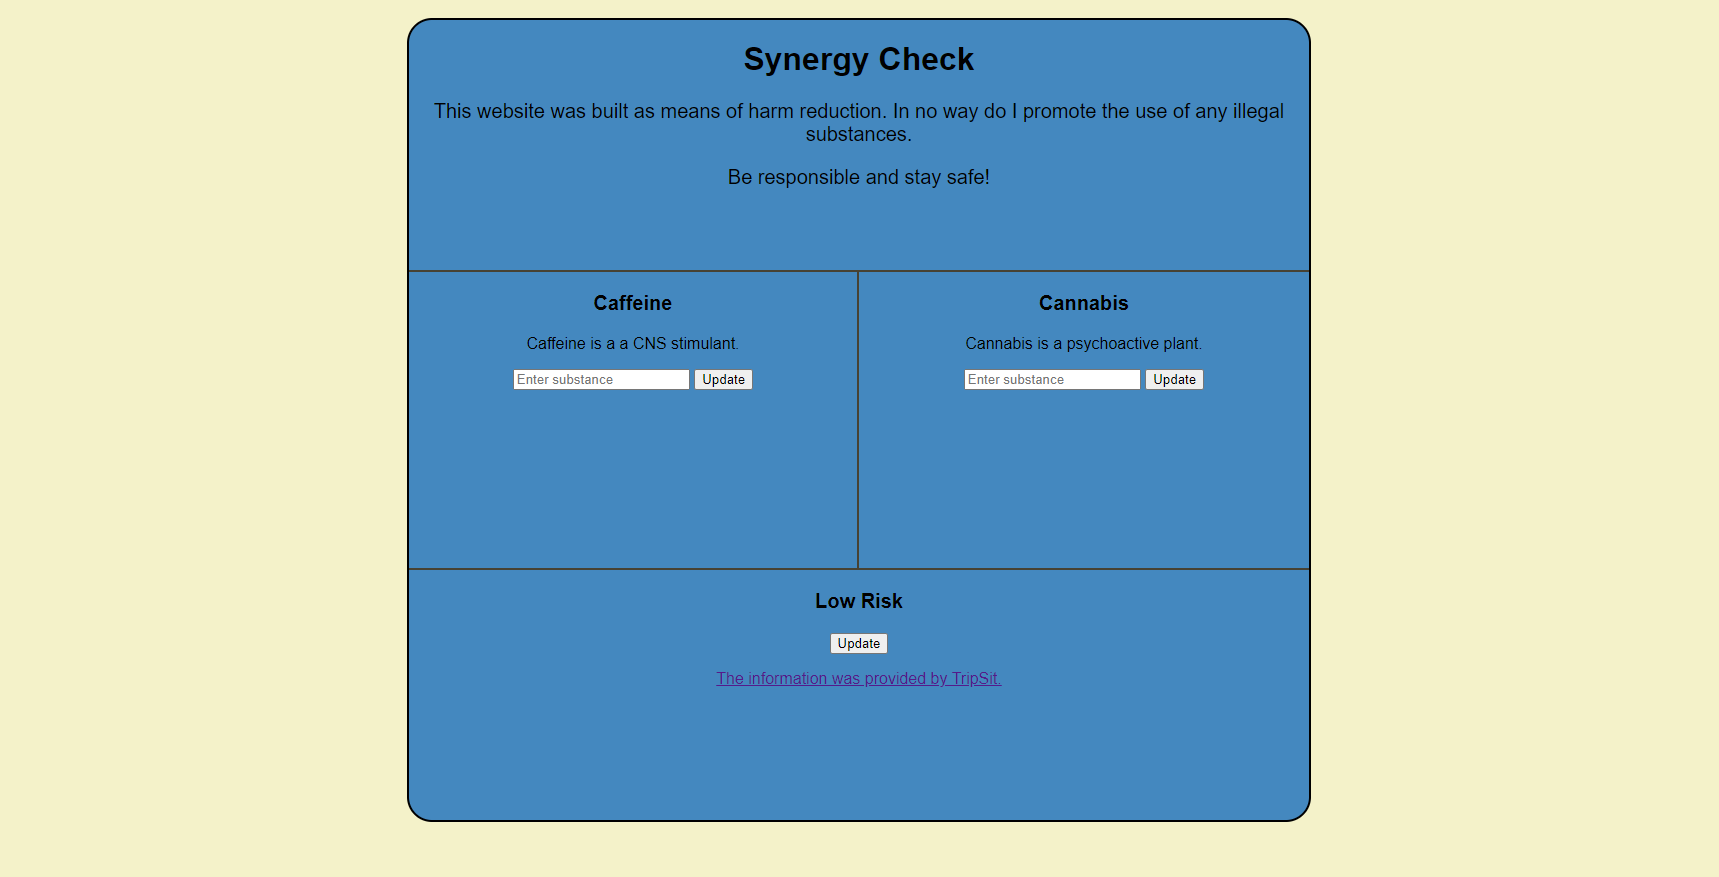 Synergy Check
This website was built as means of harm reduction. In no way do I promote the use of any illegal
substances.
Be responsible and stay safe!
Caffeine
Caffeine is a a CNS stimulant.
Enter substance Update
Cannabis
Cannabis is a psychoactive plant.
Enter substance Update
Low Risk
Update
The information was provided by TripSit.